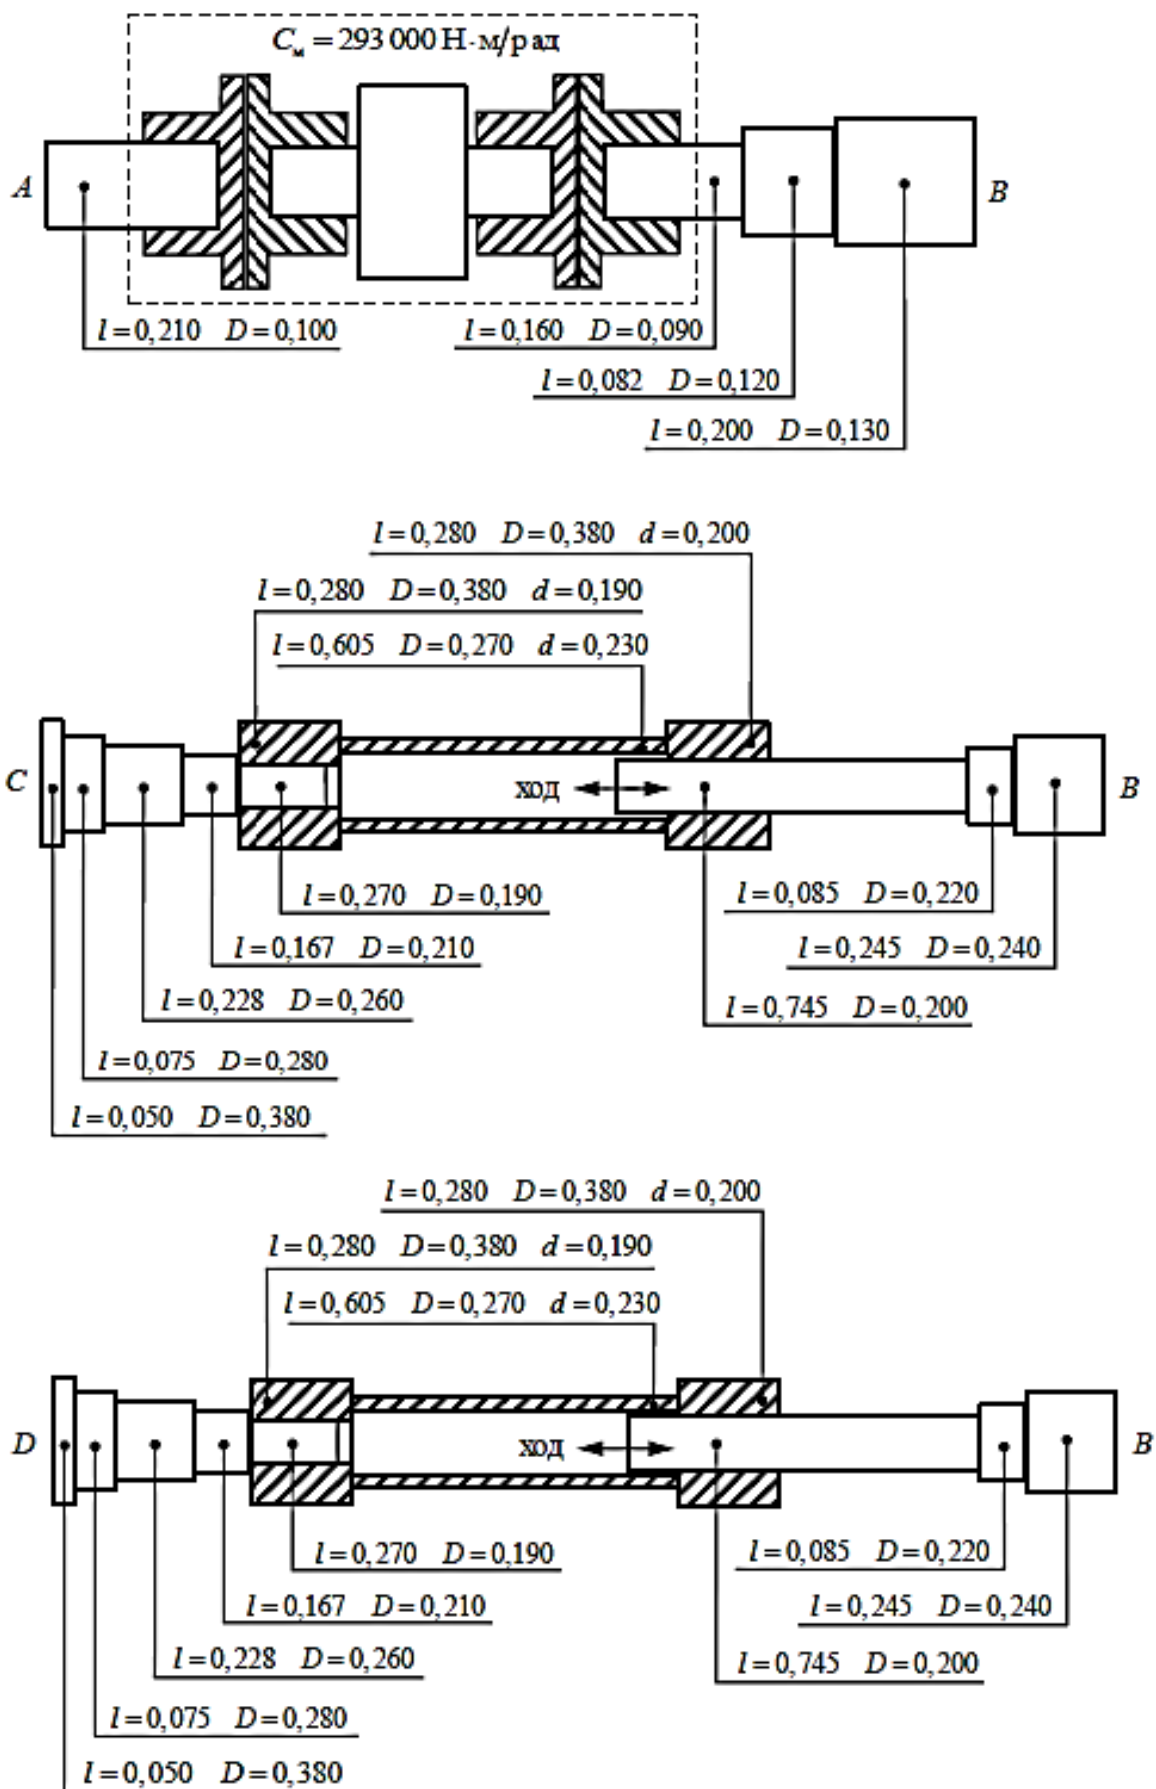 Cм = 293 000 Н·м/рад
A
B
l = 0,210 D = 0,100
l = 0,160 D = 0,090
l = 0,082 D = 0,120
l = 0,200 D = 0,130
l = 0,280 D = 0,380 d = 0,200
l = 0,280 D = 0,380 d = 0,190
l = 0,605 D = 0,270 d = 0,230
C
ход
B
l = 0,270 D = 0,190
l = 0,085 D = 0,220
l = 0,167 D = 0,210
l = 0,245 D = 0,240
l = 0,228 D = 0,260
l = 0,745 D = 0,200
l = 0,075 D = 0,280
l = 0,050 D = 0,380
l = 0,280 D = 0,380 d = 0,200
l = 0,280 D = 0,380 d = 0,190
l = 0,605 D = 0,270 d = 0,230
D
ход
B
l = 0,270 D = 0,190
l = 0,085 D = 0,220
l = 0,167 D = 0,210
l = 0,245 D = 0,240
l = 0,228 D = 0,260
l = 0,745 D = 0,200
l = 0,075 D = 0,280
l = 0,050 D = 0,380